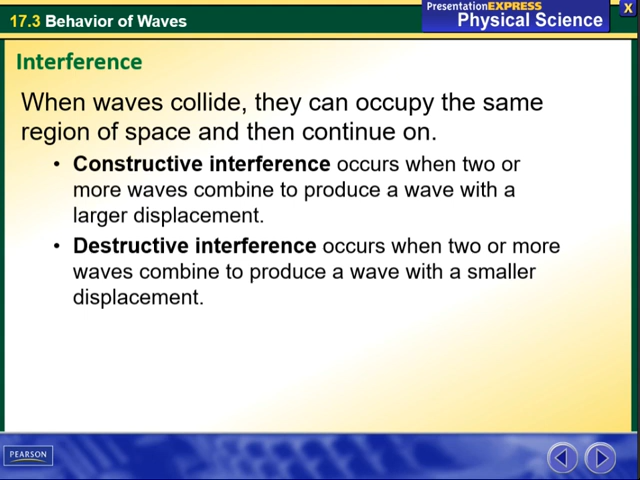 17.3 Behavior of Waves
PresentationEXPRESS
Physical Science
X
Interference
When waves collide, they can occupy the same
region of space and then continue on.
• Constructive interference occurs when two or
more waves combine to produce a wave with a
larger displacement.
• Destructive interference occurs when two or more
waves combine to produce a wave with a smaller
displacement.
PEARSON